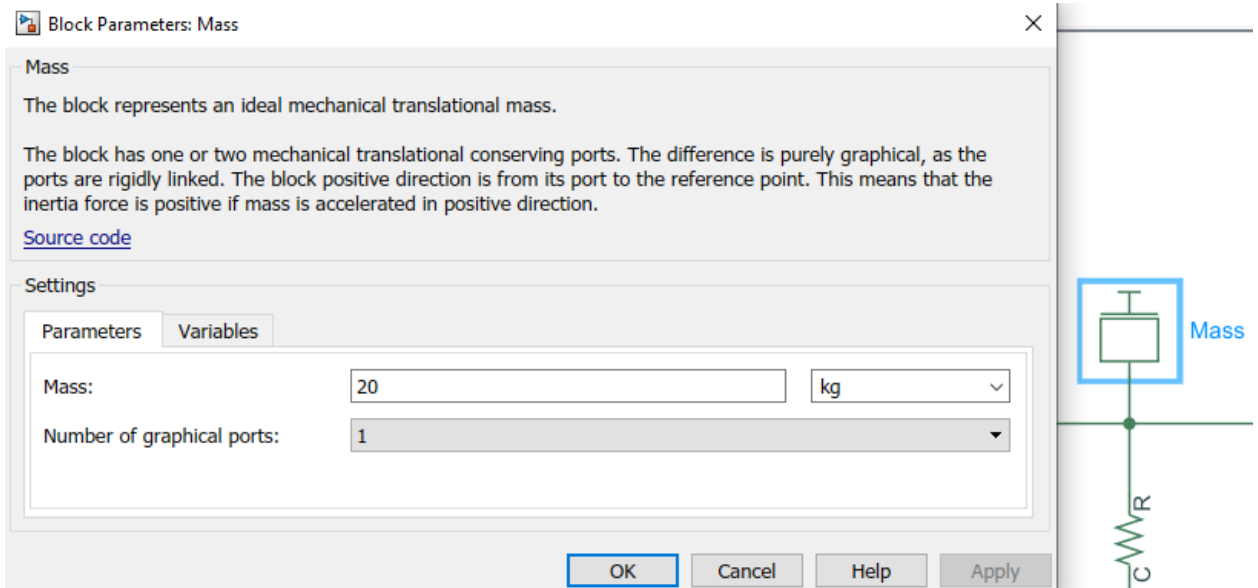 Block Parameters: Mass
Mass
The block represents an ideal mechanical translational mass.
The block has one or two mechanical translational conserving ports. The difference is purely graphical, as the
ports are rigidly linked. The block positive direction is from its port to the reference point. This means that the
inertia force is positive if mass is accelerated in positive direction.
Source code
Settings
Parameters Variables
Mass: 20 kg
Number of graphical ports: 1
OK Cancel Help Apply
Mass
R
C